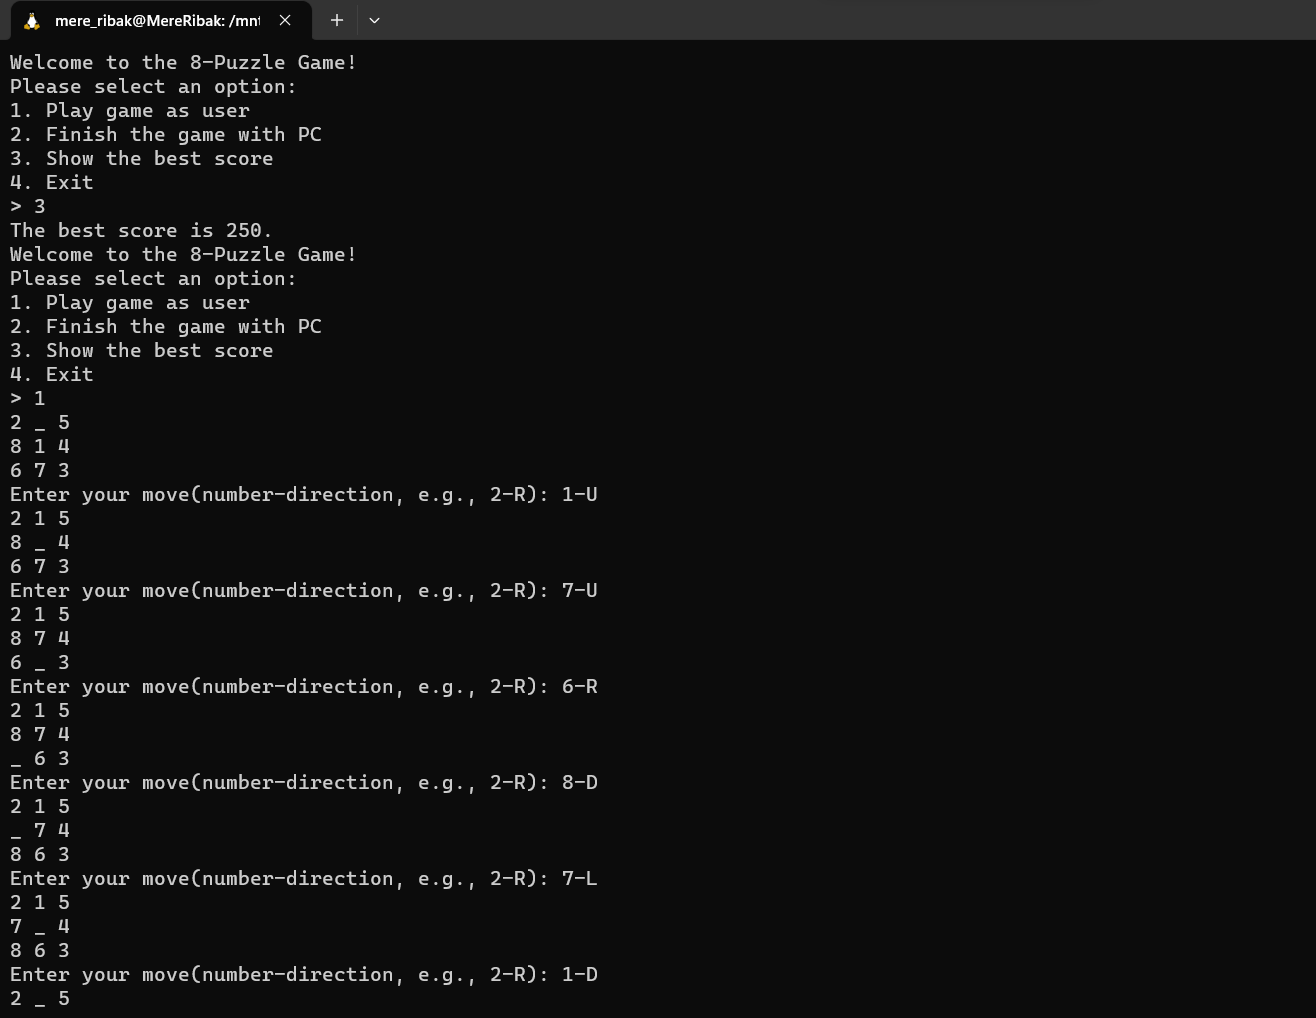 mere_ribak@MereRibak: /mnt
Welcome to the 8-Puzzle Game!
Please select an option:
1. Play game as user
2. Finish the game with PC
3. Show the best score
4. Exit
> 3
The best score is 250.
Welcome to the 8-Puzzle Game!
Please select an option:
1. Play game as user
2. Finish the game with PC
3. Show the best score
4. Exit
> 1
2 _ 5
8 1 4
6 7 3
Enter your move(number-direction, e.g., 2-R): 1-U
2 1 5
8 _ 4
6 7 3
Enter your move(number-direction, e.g., 2-R): 7-U
2 1 5
8 7 4
6 _ 3
Enter your move(number-direction, e.g., 2-R): 6-R
2 1 5
8 7 4
_ 6 3
Enter your move(number-direction, e.g., 2-R): 8-D
2 1 5
_ 7 4
8 6 3
Enter your move(number-direction, e.g., 2-R): 7-L
2 1 5
7 _ 4
8 6 3
Enter your move(number-direction, e.g., 2-R): 1-D
2 _ 5